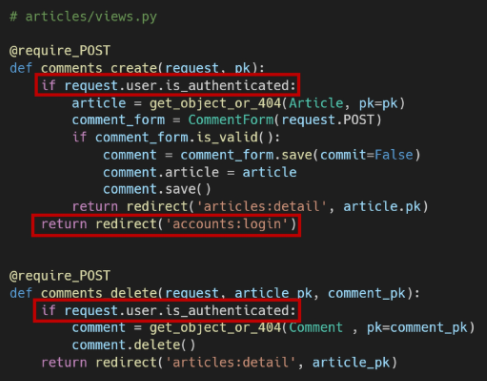 # articles/views.py
@require_POST
def comments_create(request, pk):
if request.user.is_authenticated:
article = get_object_or_404(Article, pk=pk)
comment_form = CommentForm(request.POST)
if comment_form.is_valid():
comment = comment_form.save(commit=False)
comment.article = article
comment.save()
return redirect('articles:detail', article.pk)
return redirect('accounts:login')
@require_POST
def comments_delete(request, article_pk, comment_pk):
if request.user.is_authenticated:
comment = get_object_or_404(Comment , pk=comment_pk)
comment.delete()
return redirect('articles:detail', article_pk)